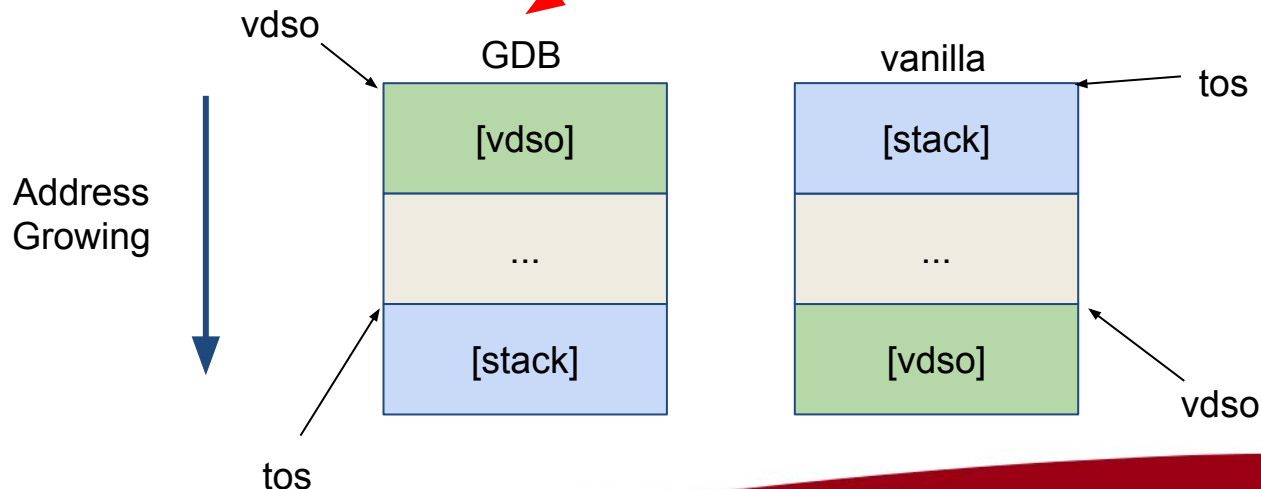 vdso
GDB
vanilla
tos
[vdso]
[stack]
Address
Growing
...
...
[stack]
[vdso]
vdso
tos